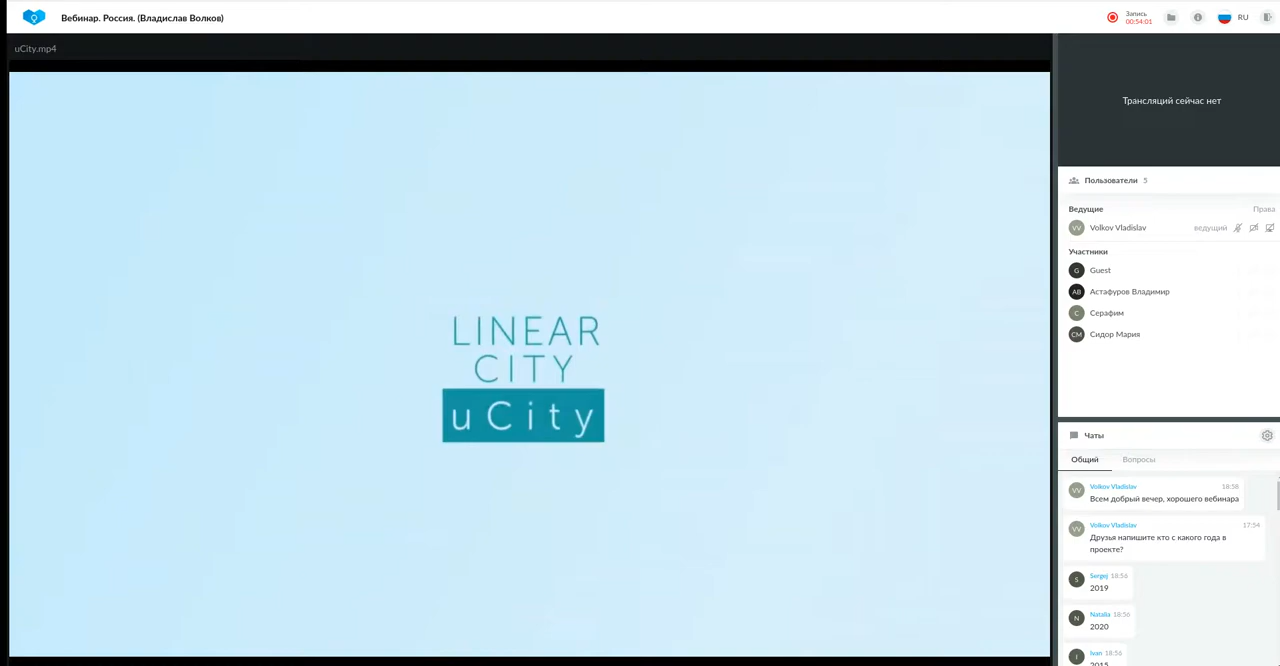 Вебинар. Россия. (Владислав Волков)
Запись
00:54:01
RU
uCity.mp4
LINEAR
CITY
uCity
Трансляций сейчас нет
Пользователи 5
Ведущие Права
VV Volkov Vladislav ведущий
Участники
G Guest
АВ Астафуров Владимир
С Серафим
СМ Сидор Мария
Чаты
Общий Вопросы
VV Volkov Vladislav 18:58
Всем добрый вечер, хорошего вебинара
VV Volkov Vladislav 17:54
Друзья напишите кто с какого года в
проекте?
S Sergej 18:56
2019
N Natalia 18:56
2020
I Ivan 18:56
2015